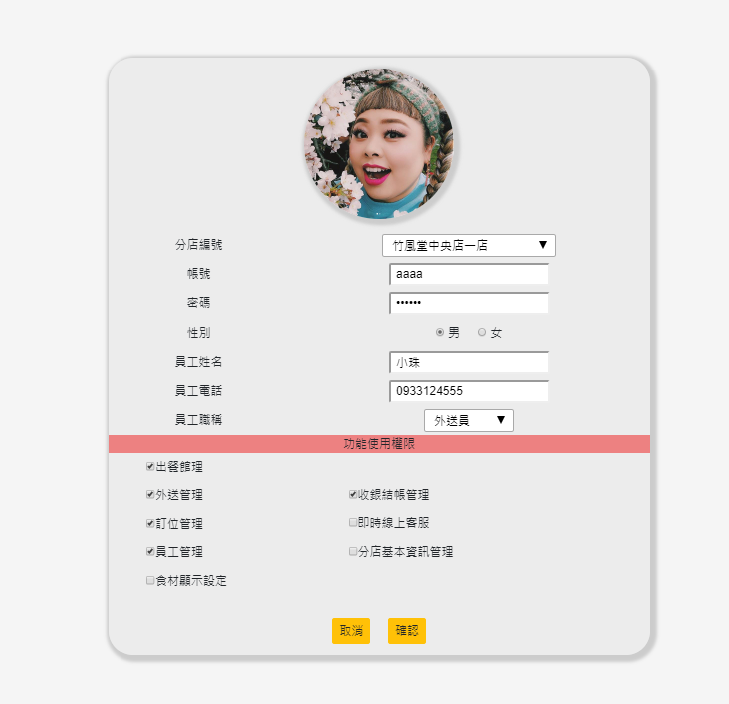 分店編號 竹風堂中央店一店
帳號 aaaa
密碼 ••••••
性別 男 女
員工姓名 小珠
員工電話 0933124555
員工職稱 外送員
功能使用權限
出餐館理
外送管理 收銀結帳管理
訂位管理 即時線上客服
員工管理 分店基本資訊管理
食材顯示設定
取消 確認